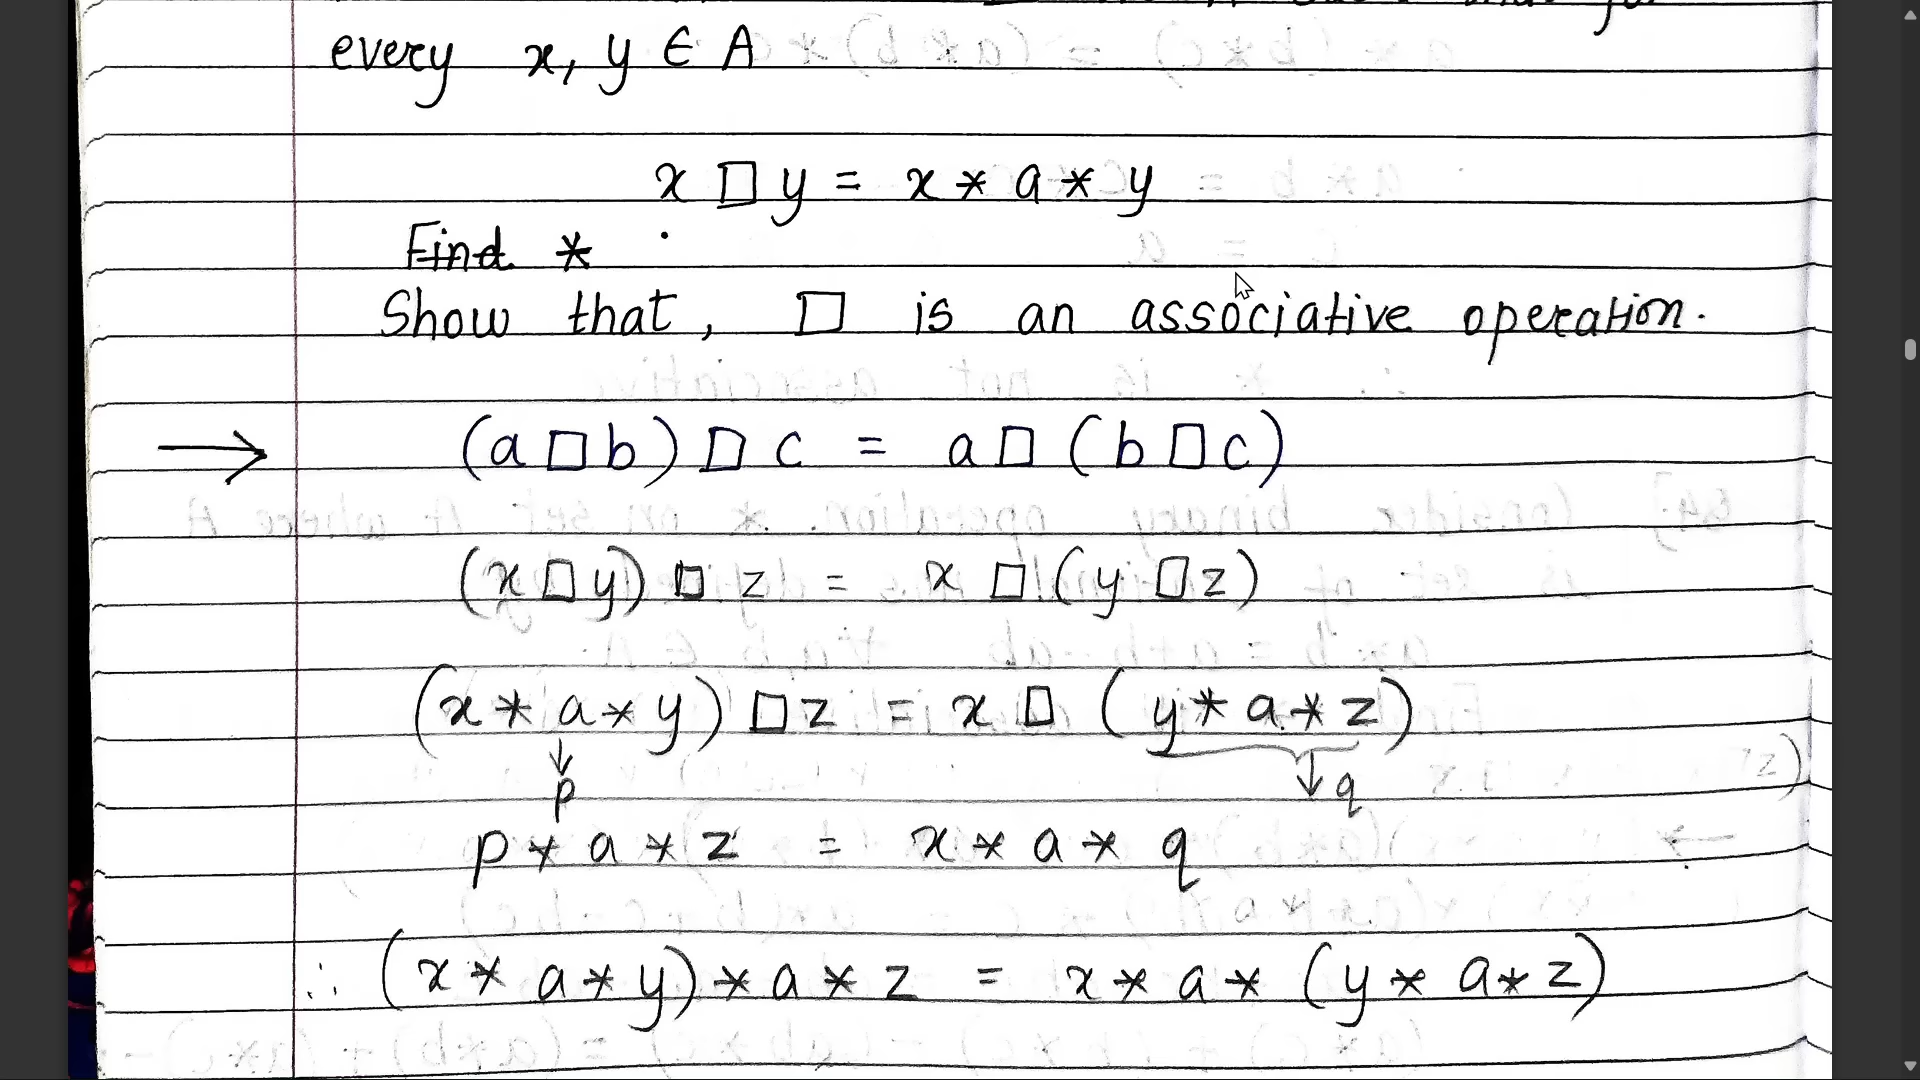 every x, y ∈ A
x □ y = x * a * y
Find *
Show that, □ is an associative operation.
→ (a □ b) □ c = a □ (b □ c)
(x □ y) □ z = x □ (y □ z)
(x * a * y) □ z = x □ (y * a * z)
↓ p ↓ q
p * a * z = x * a * q
∴ (x * a * y) * a * z = x * a * (y * a * z)